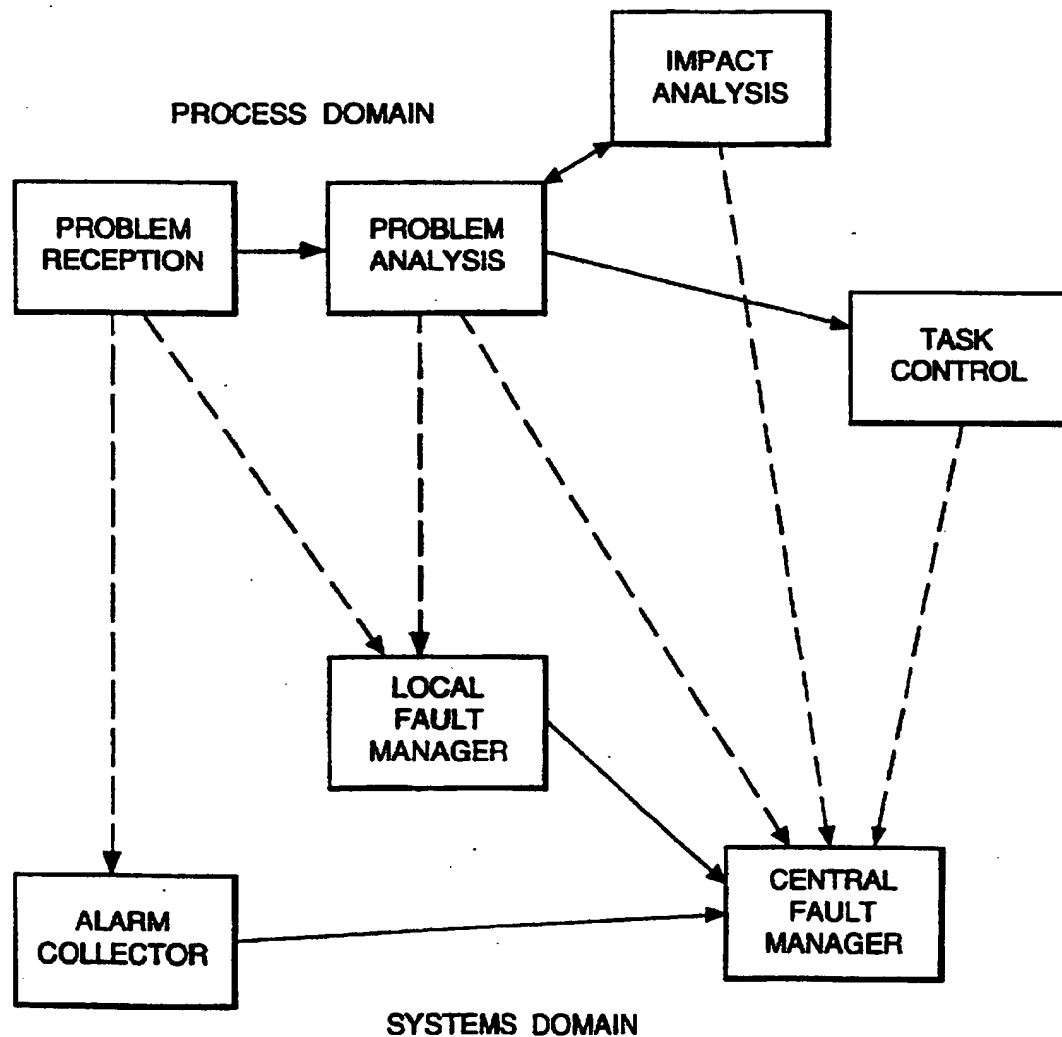 IMPACT
ANALYSIS
PROCESS DOMAIN
PROBLEM
RECEPTION
PROBLEM
ANALYSIS
TASK
CONTROL
LOCAL
FAULT
MANAGER
CENTRAL
FAULT
MANAGER
ALARM
COLLECTOR
SYSTEMS DOMAIN